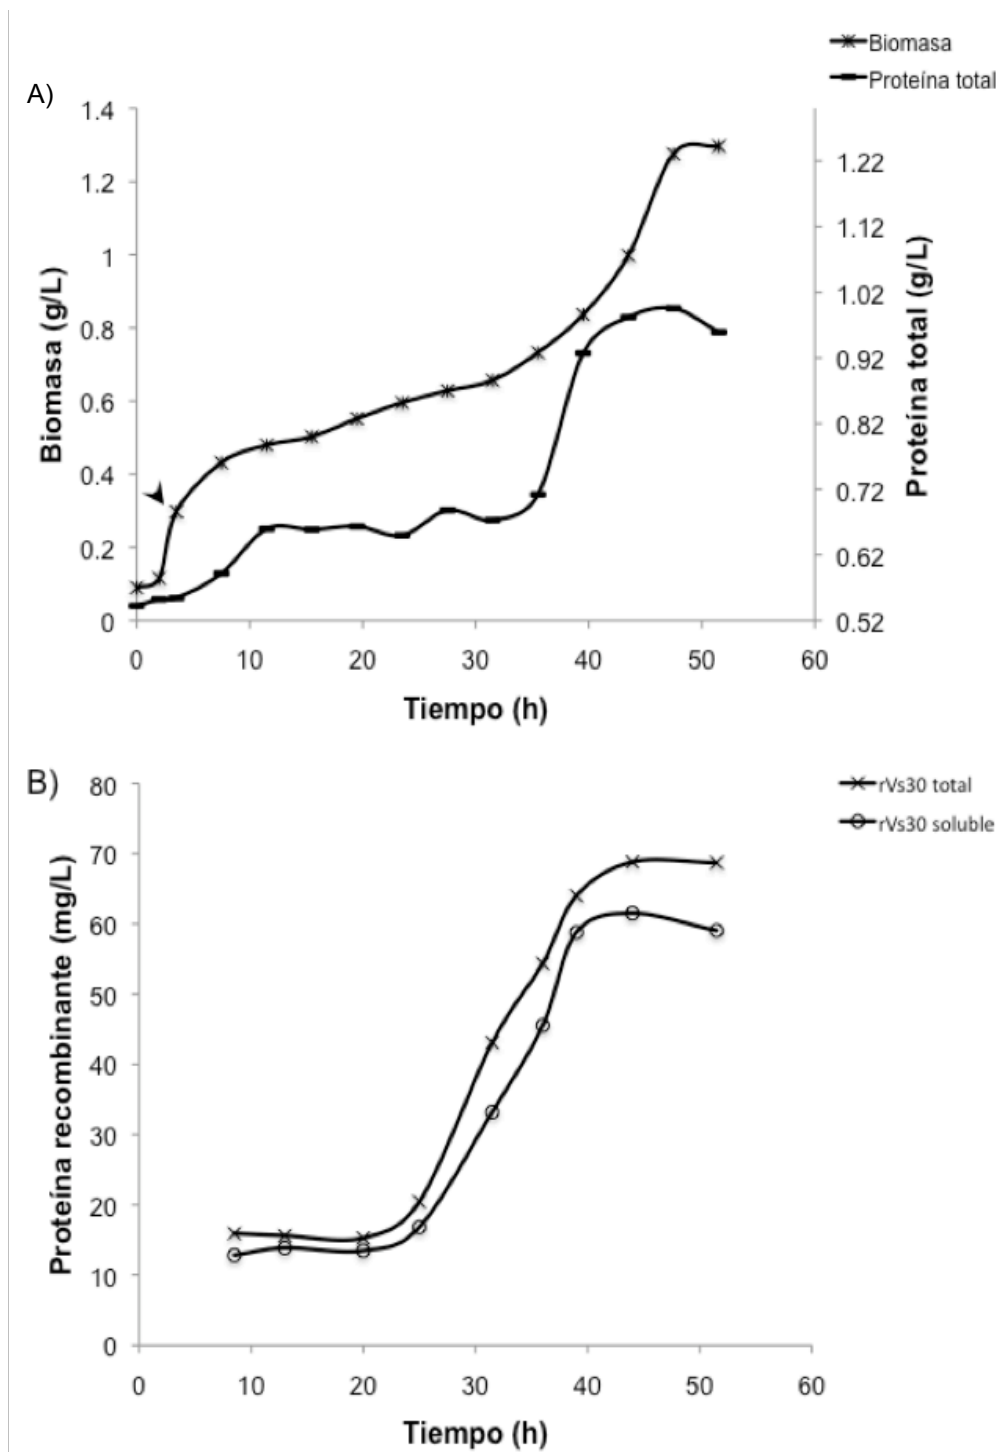 Biomasa
Proteína total
A)
1.4
1.2
1
0.8
0.6
0.4
0.2
0
Biomasa (g/L)
1.22
1.12
1.02
0.92
0.82
0.72
0.62
0.52
Proteína total (g/L)
0 10 20 30 40 50 60
Tiempo (h)
B)
rVs30 total
rVs30 soluble
80
70
60
50
40
30
20
10
0
Proteína recombinante (mg/L)
0 10 20 30 40 50 60
Tiempo (h)